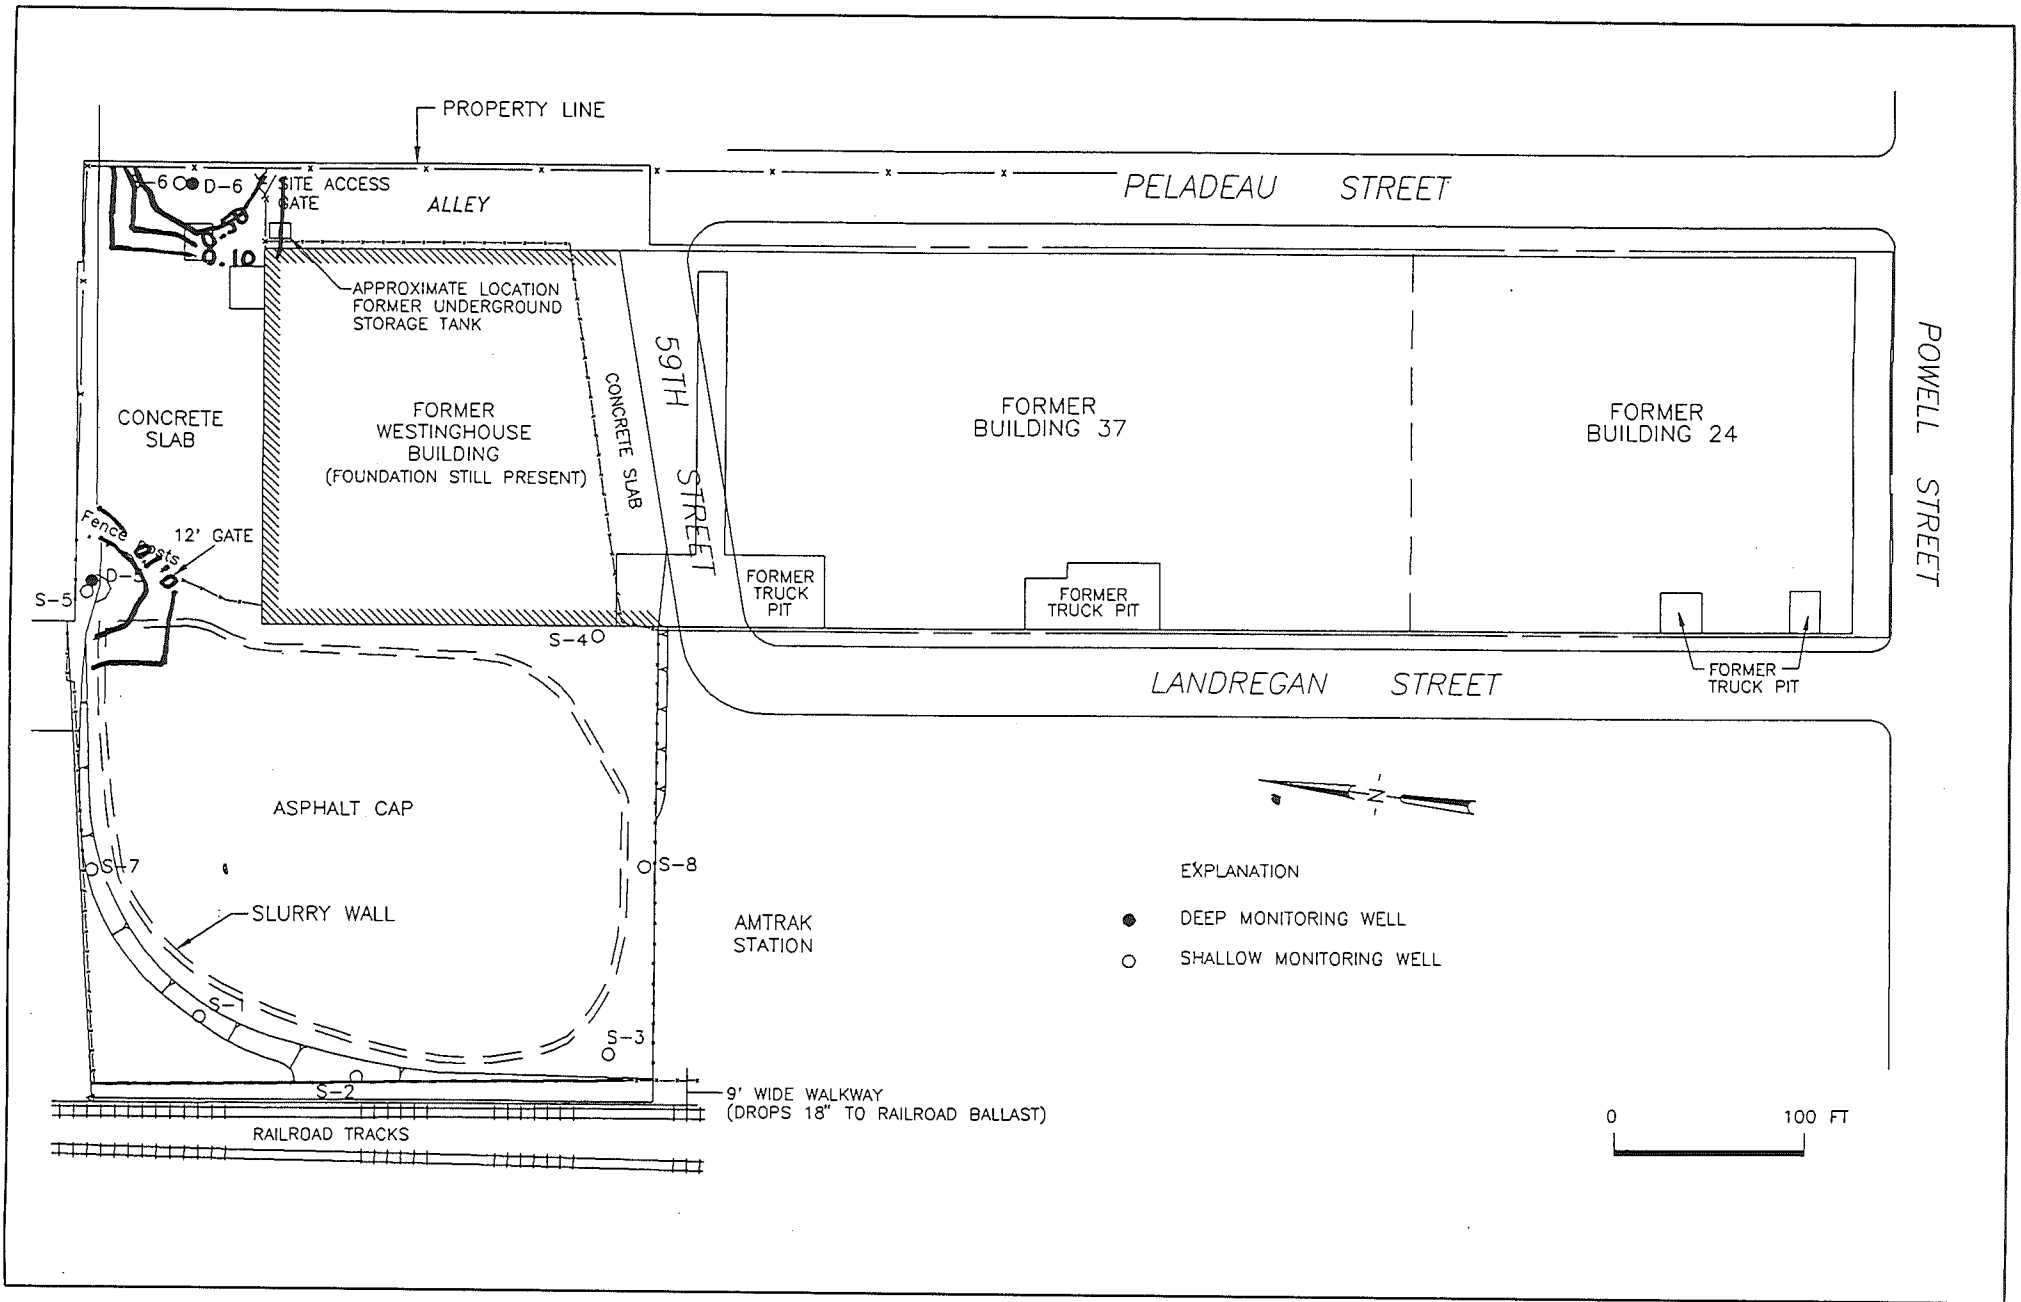 PROPERTY LINE
PELADEAU STREET
-6 D-6
SITE ACCESS
GATE
ALLEY
0.10
APPROXIMATE LOCATION
FORMER UNDERGROUND
STORAGE TANK
59TH STREET
CONCRETE SLAB
CONCRETE
SLAB
FORMER
WESTINGHOUSE
BUILDING
(FOUNDATION STILL PRESENT)
FORMER
BUILDING 37
FORMER
BUILDING 24
POWELL STREET
Fence Posts
12' GATE
D-5
S-5
0.10
FORMER
TRUCK
PIT
FORMER
TRUCK PIT
S-4
LANDREGAN STREET
FORMER
TRUCK PIT
ASPHALT CAP
N
S-7
S-8
EXPLANATION
SLURRY WALL
AMTRAK
STATION
DEEP MONITORING WELL
SHALLOW MONITORING WELL
S-1
S-3
S-2
9' WIDE WALKWAY
(DROPS 18" TO RAILROAD BALLAST)
RAILROAD TRACKS
0 100 FT